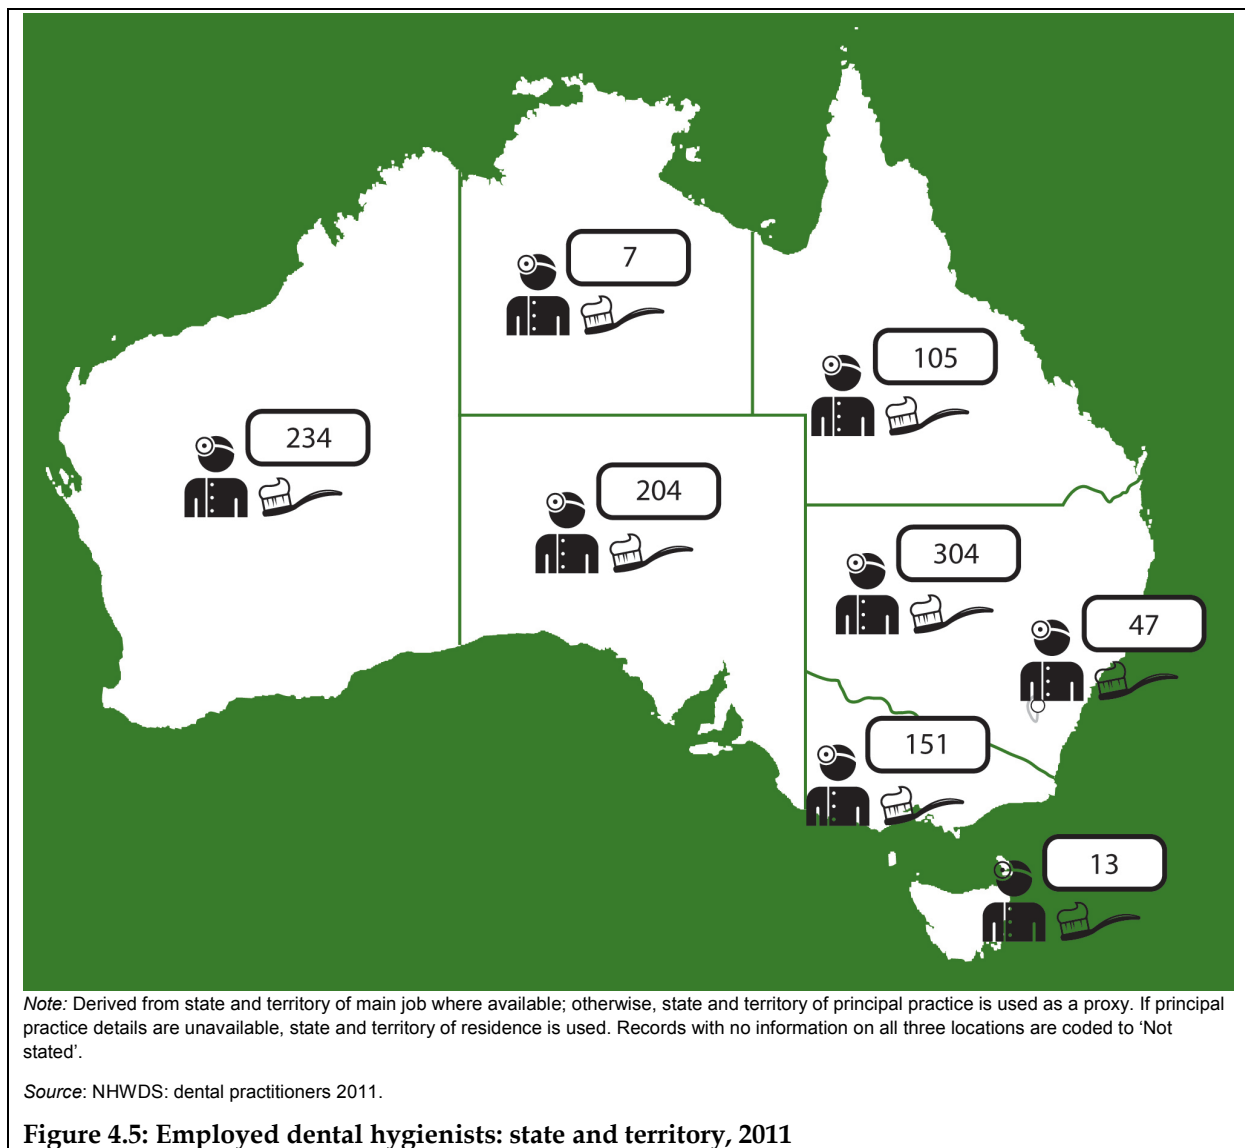 7
105
234
204
304
47
151
13
Note: Derived from state and territory of main job where available; otherwise, state and territory of principal practice is used as a proxy. If principal
practice details are unavailable, state and territory of residence is used. Records with no information on all three locations are coded to ‘Not
stated’.
Source: NHWDS: dental practitioners 2011.
Figure 4.5: Employed dental hygienists: state and territory, 2011